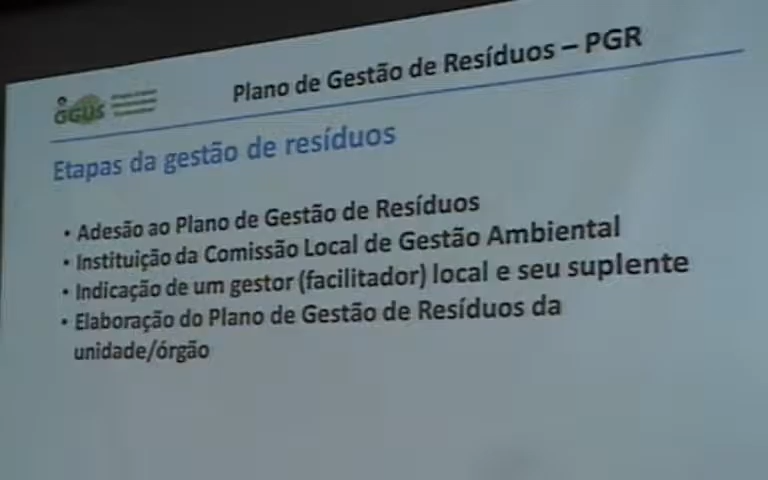 Plano de Gestão de Resíduos – PGR
GGUS
Etapas da gestão de resíduos
• Adesão ao Plano de Gestão de Resíduos
• Instituição da Comissão Local de Gestão Ambiental
• Indicação de um gestor (facilitador) local e seu suplente
• Elaboração do Plano de Gestão de Resíduos da
unidade/órgão